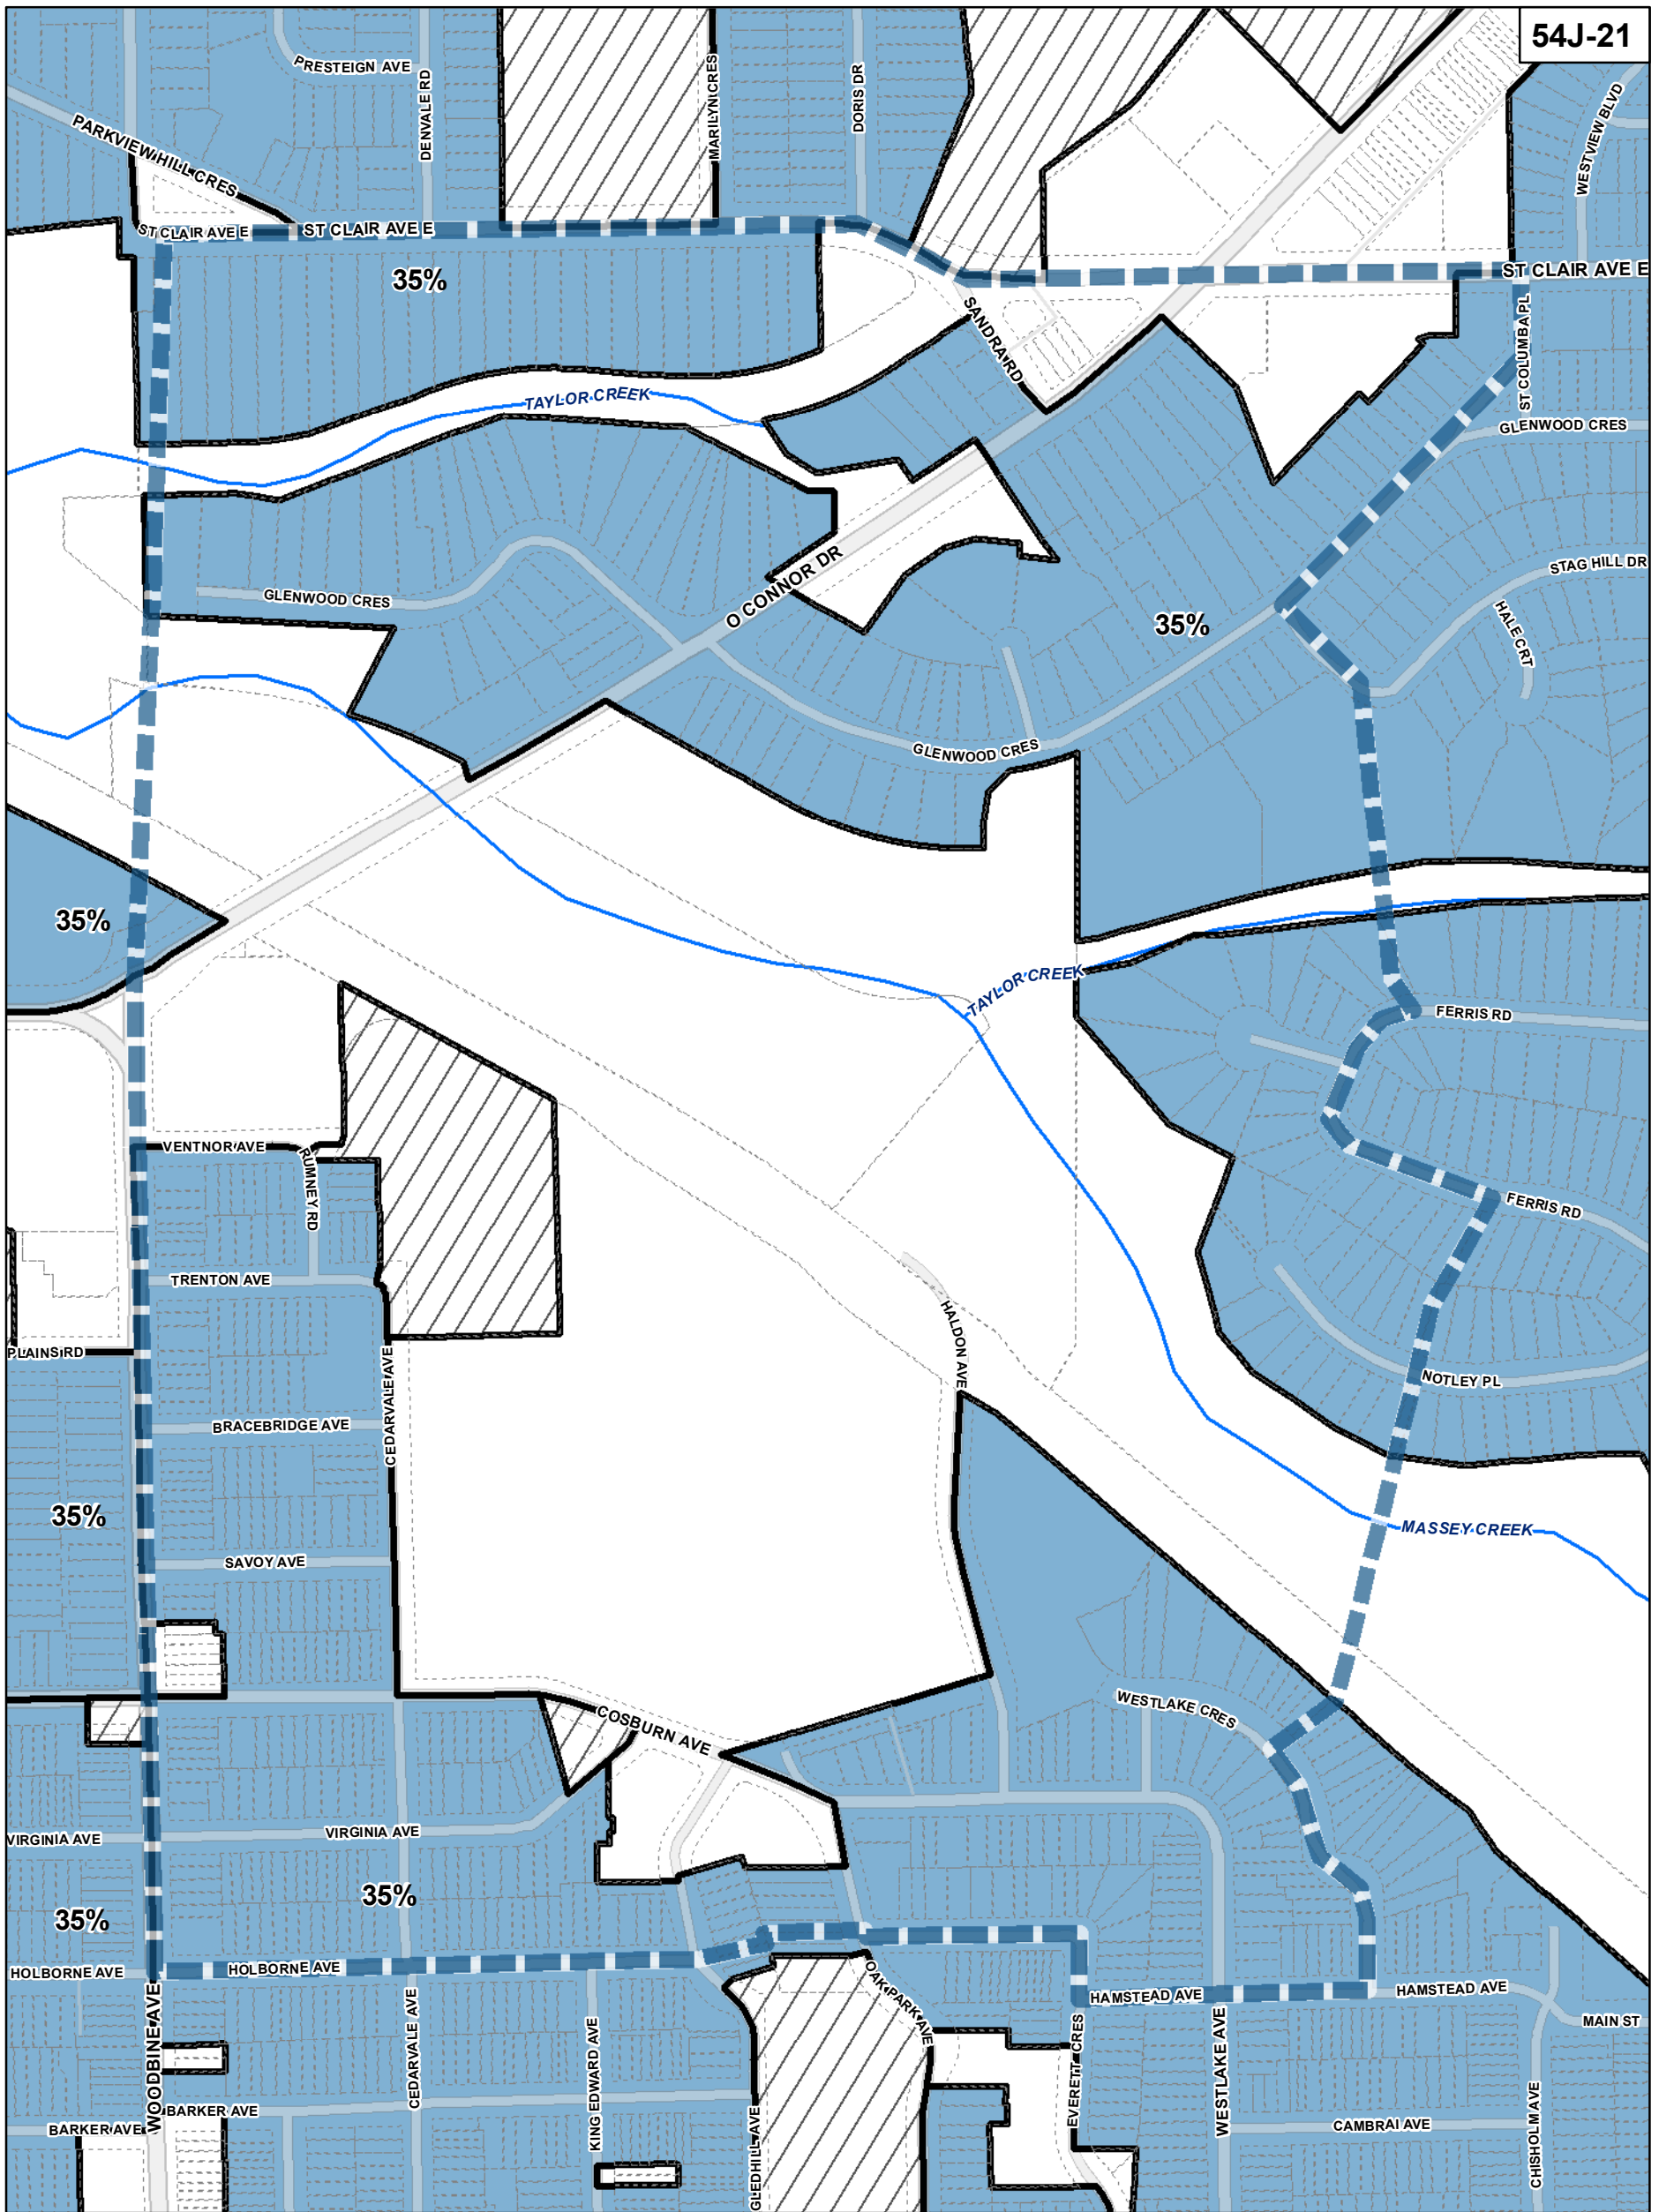 54J-21
PRESTEIGN AVE
DENVALE RD
MARILYN CRES
DORIS DR
WESTVIEW BLVD
PARKVIEW HILL CRES
ST CLAIR AVE E
ST CLAIR AVE E
ST CLAIR AVE E
35%
SANDRA RD
ST COLUMBA PL
TAYLOR CREEK
GLENWOOD CRES
STAG HILL DR
GLENWOOD CRES
O CONNOR DR
35%
HALE CRT
GLENWOOD CRES
35%
TAYLOR CREEK
FERRIS RD
VENTNOR AVE
RUMNEY RD
FERRIS RD
TRENTON AVE
HALDON AVE
PLAINS RD
CEDARVALE AVE
NOTLEY PL
BRACEBRIDGE AVE
35%
MASSEY CREEK
SAVOY AVE
WESTLAKE CRES
COSBURN AVE
VIRGINIA AVE
VIRGINIA AVE
35%
35%
HOLBORNE AVE
HOLBORNE AVE
OAK PARK AVE
HAMSTEAD AVE
HAMSTEAD AVE
MAIN ST
WOODBINE AVE
CEDARVALE AVE
KING EDWARD AVE
EVERETT CRES
WESTLAKE AVE
BARKER AVE
BARKER AVE
GLEDHILL AVE
CAMBRAI AVE
CHISHOLM AVE